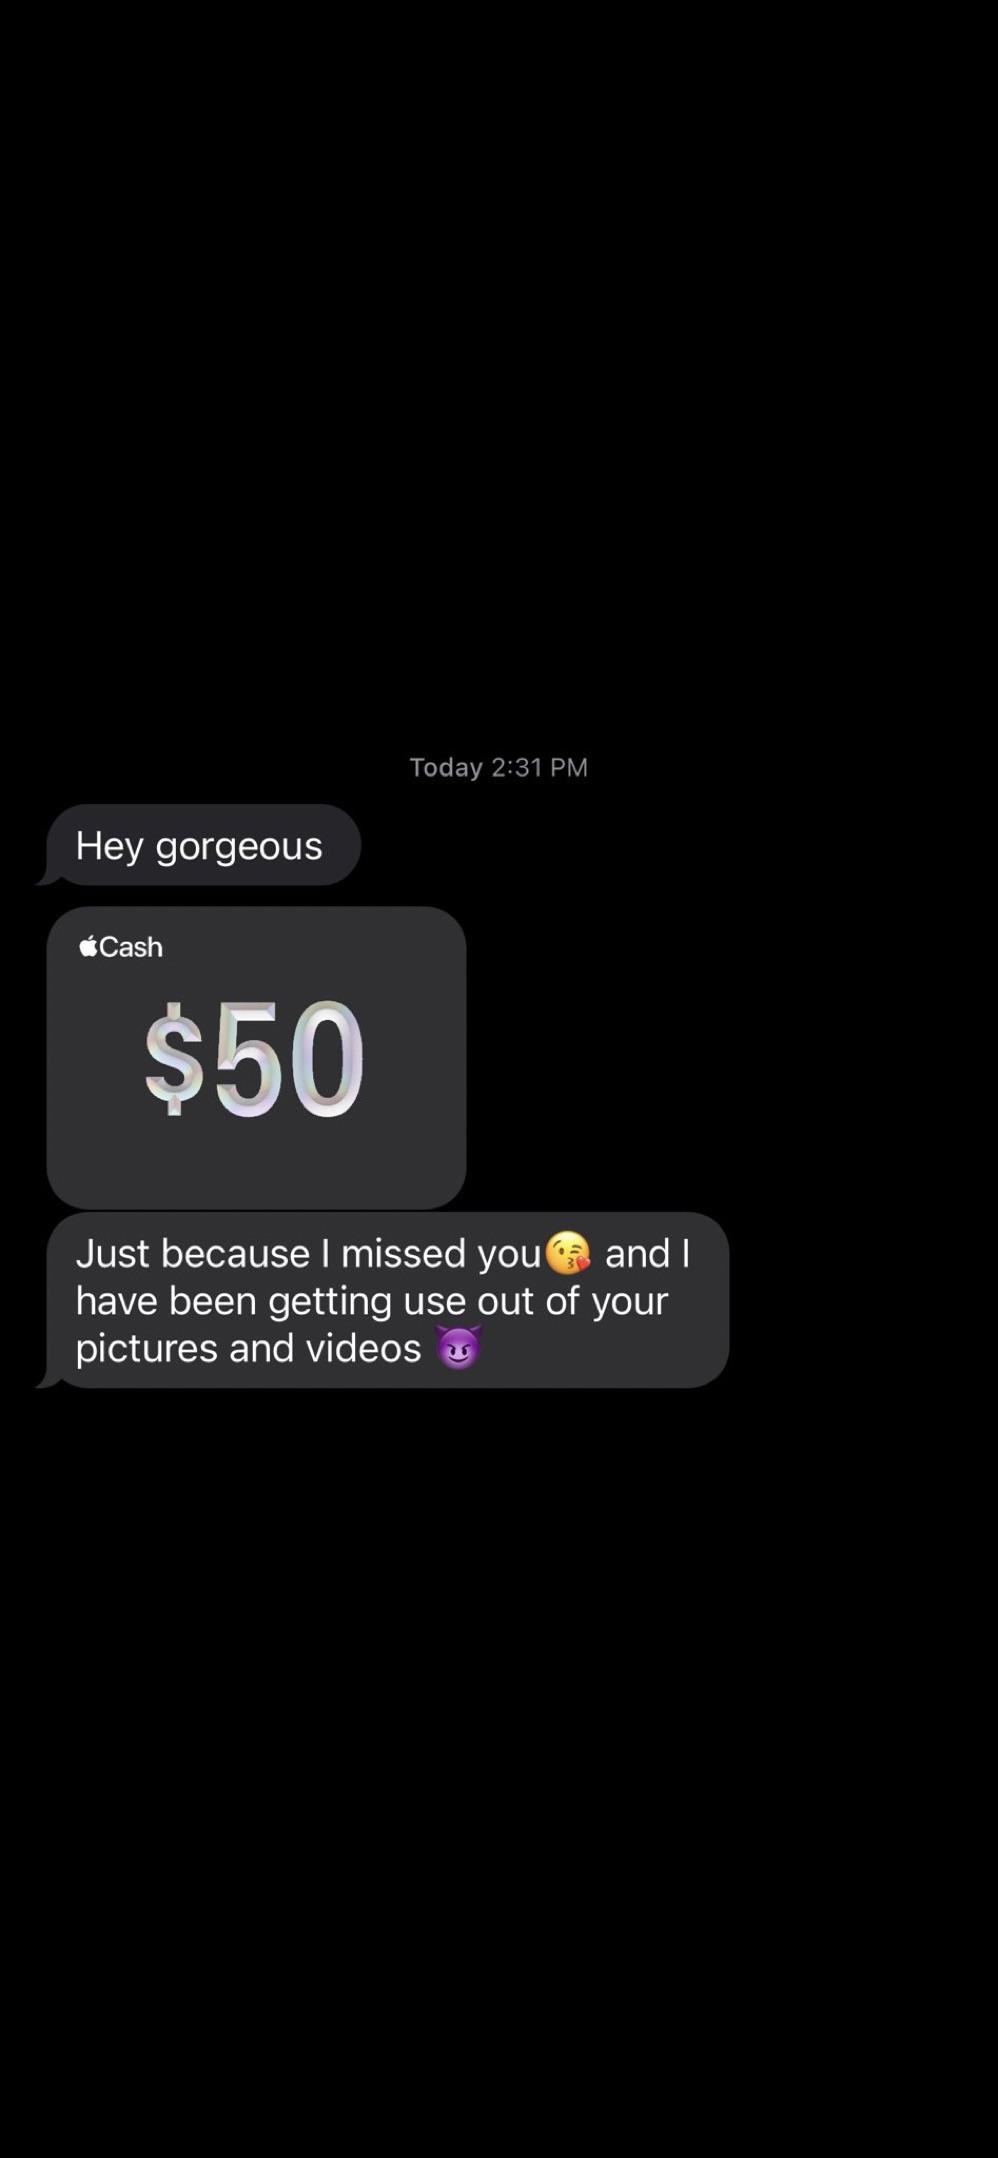 Today 2:31 PM
Hey gorgeous
Cash
$50
Just because I missed you😘 and I
have been getting use out of your
pictures and videos 😈